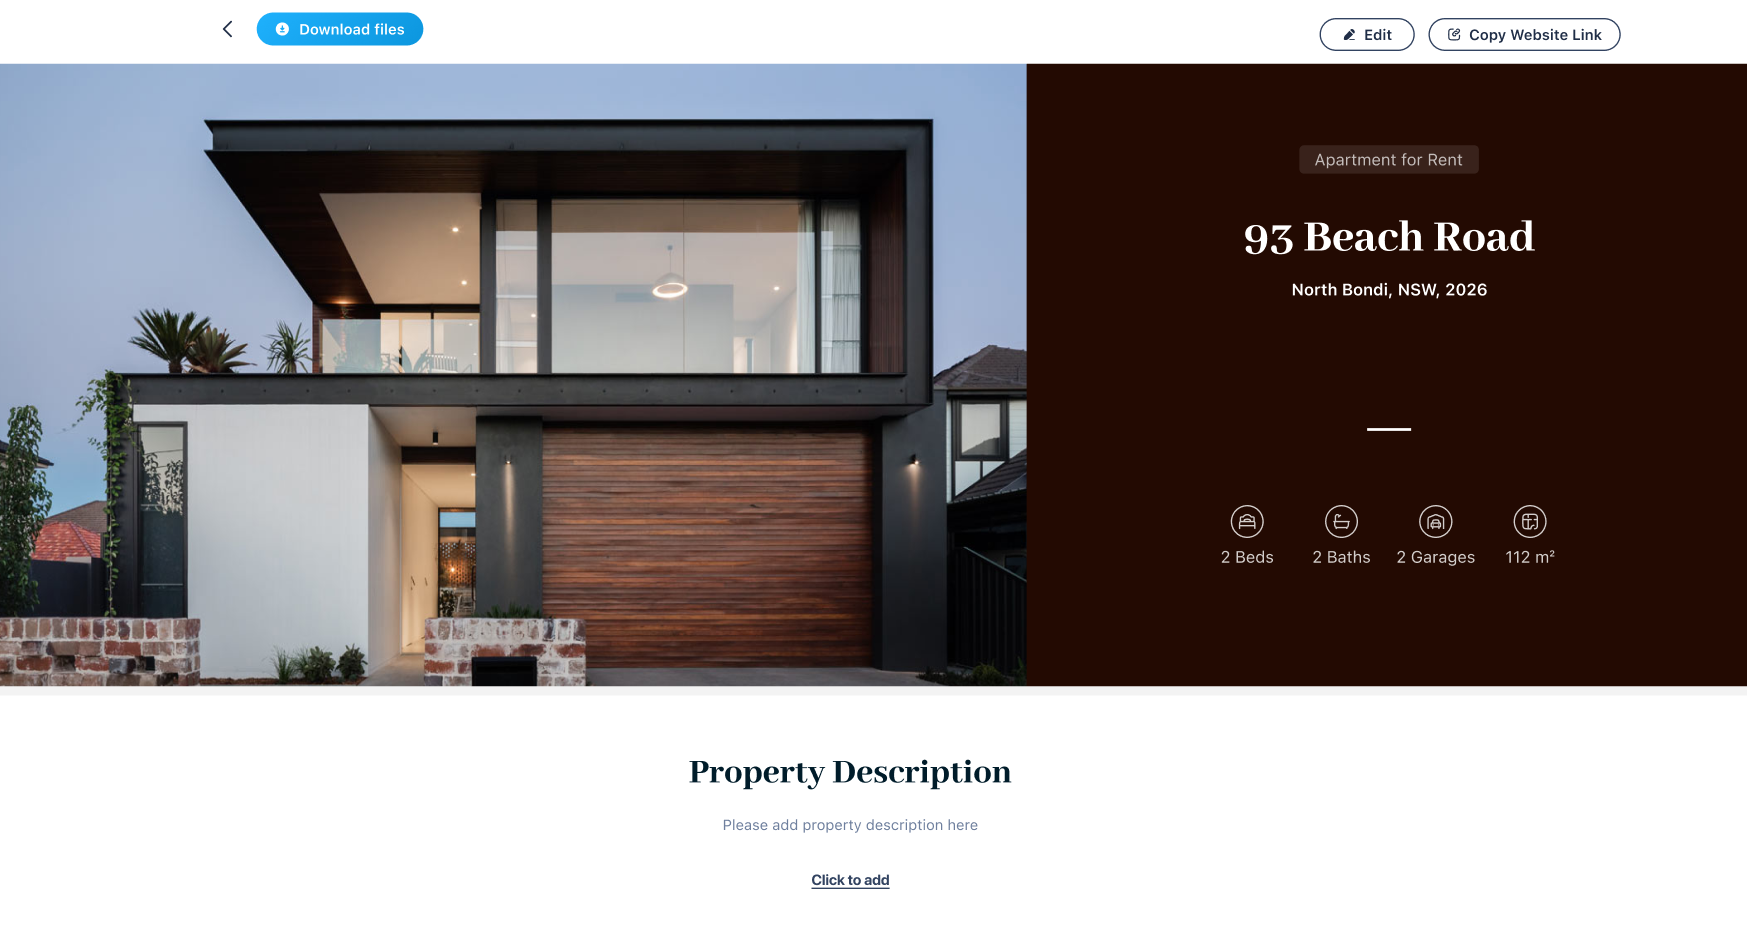 Download files
Edit
Copy Website Link
Apartment for Rent
93 Beach Road
North Bondi, NSW, 2026
2 Beds
2 Baths
2 Garages
112 m²
Property Description
Please add property description here
Click to add